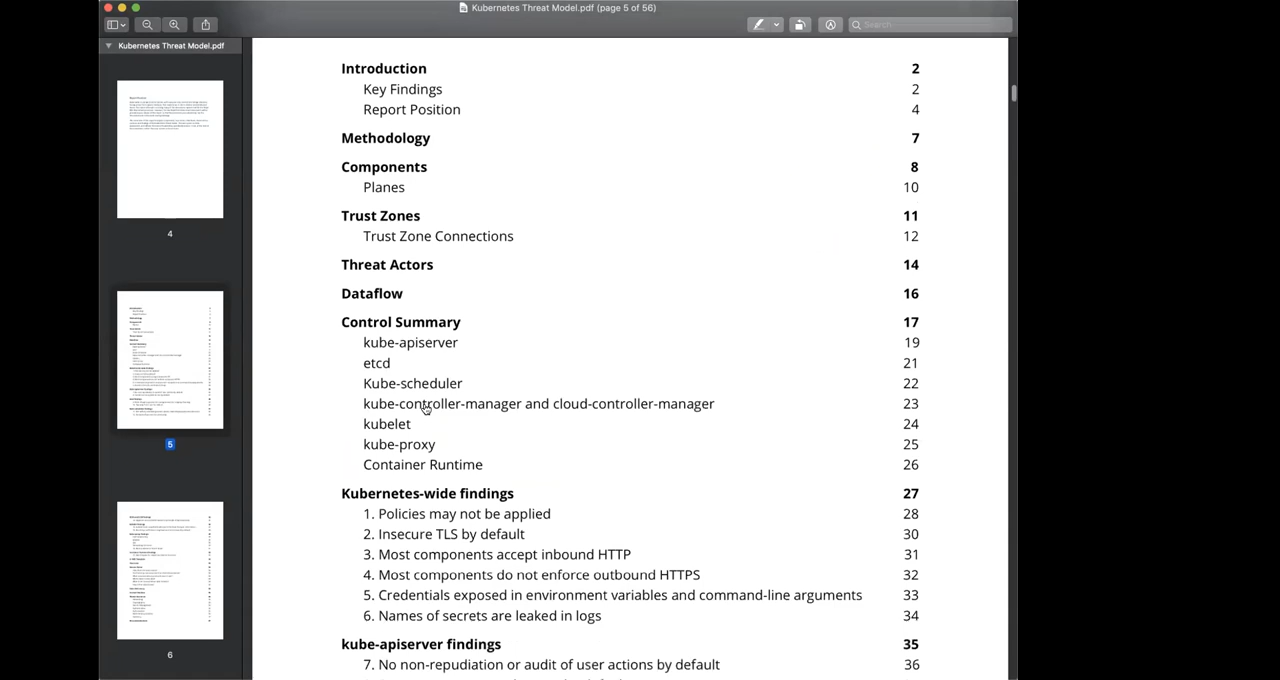 Kubernetes Threat Model.pdf (page 5 of 56)
Search
Kubernetes Threat Model.pdf
4
5
6
Introduction 2
Key Findings 2
Report Position 4
Methodology 7
Components 8
Planes 10
Trust Zones 11
Trust Zone Connections 12
Threat Actors 14
Dataflow 16
Control summary 17
kube-apiserver 19
etcd 21
Kube-scheduler 22
kube-controller-manager and cloud-controller-manager 23
kubelet 24
kube-proxy 25
Container Runtime 26
Kubernetes-wide findings 27
1. Policies may not be applied 28
2. Insecure TLS by default 30
3. Most components accept inbound HTTP 31
4. Most components do not enforce outbound HTTPS 32
5. Credentials exposed in environment variables and command-line arguments 33
6. Names of secrets are leaked in logs 34
kube-apiserver findings 35
7. No non-repudiation or audit of user actions by default 36